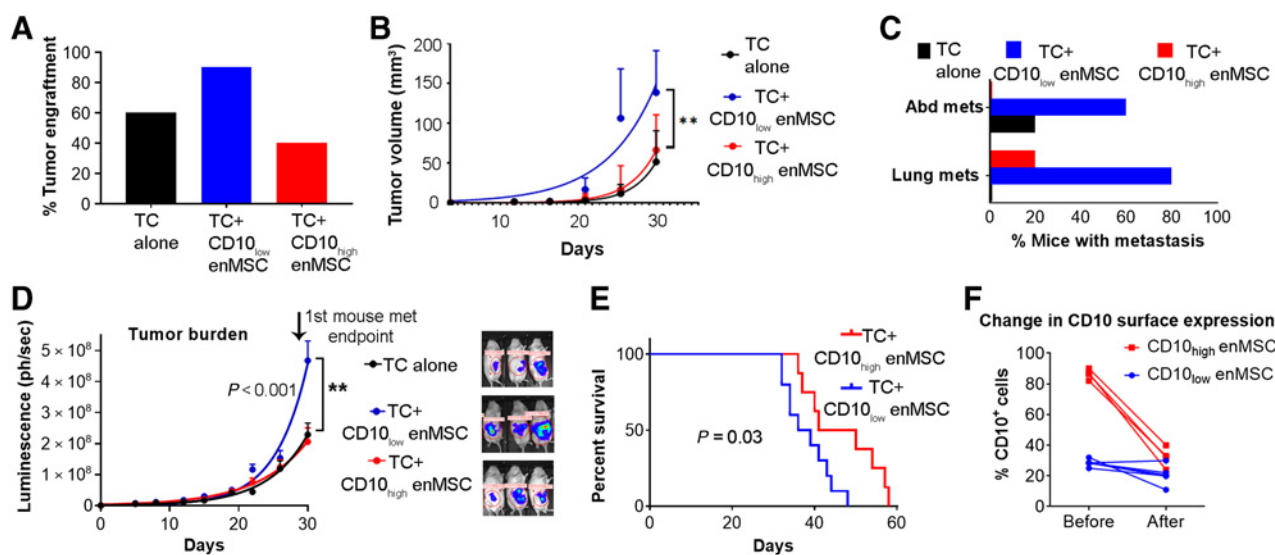 A
% Tumor engraftment
100
80
60
40
20
0
TC
alone
TC+
CD10low
enMSC
TC+
CD10high
enMSC
B
Tumor volume (mm³)
200
150
100
50
0
10
20
30
Days
TC
alone
TC+
CD10low enMSC
TC+
CD10high enMSC
**
C
TC
alone
TC+
CD10low enMSC
TC+
CD10high enMSC
Abd mets
Lung mets
0
20
40
60
80
100
% Mice with metastasis
D
Tumor burden
1st mouse met
endpoint
Luminescence (ph/sec)
5 × 10⁸
4 × 10⁸
3 × 10⁸
2 × 10⁸
1 × 10⁸
0
P < 0.001
**
0
10
20
30
Days
TC alone
TC+
CD10low enMSC
TC+
CD10high enMSC
E
Percent survival
100
50
0
P = 0.03
0
20
40
60
Days
TC+
CD10high enMSC
TC+
CD10low enMSC
F
Change in CD10 surface expression
CD10high enMSC
CD10low enMSC
% CD10⁺ cells
100
80
60
40
20
0
Before
After